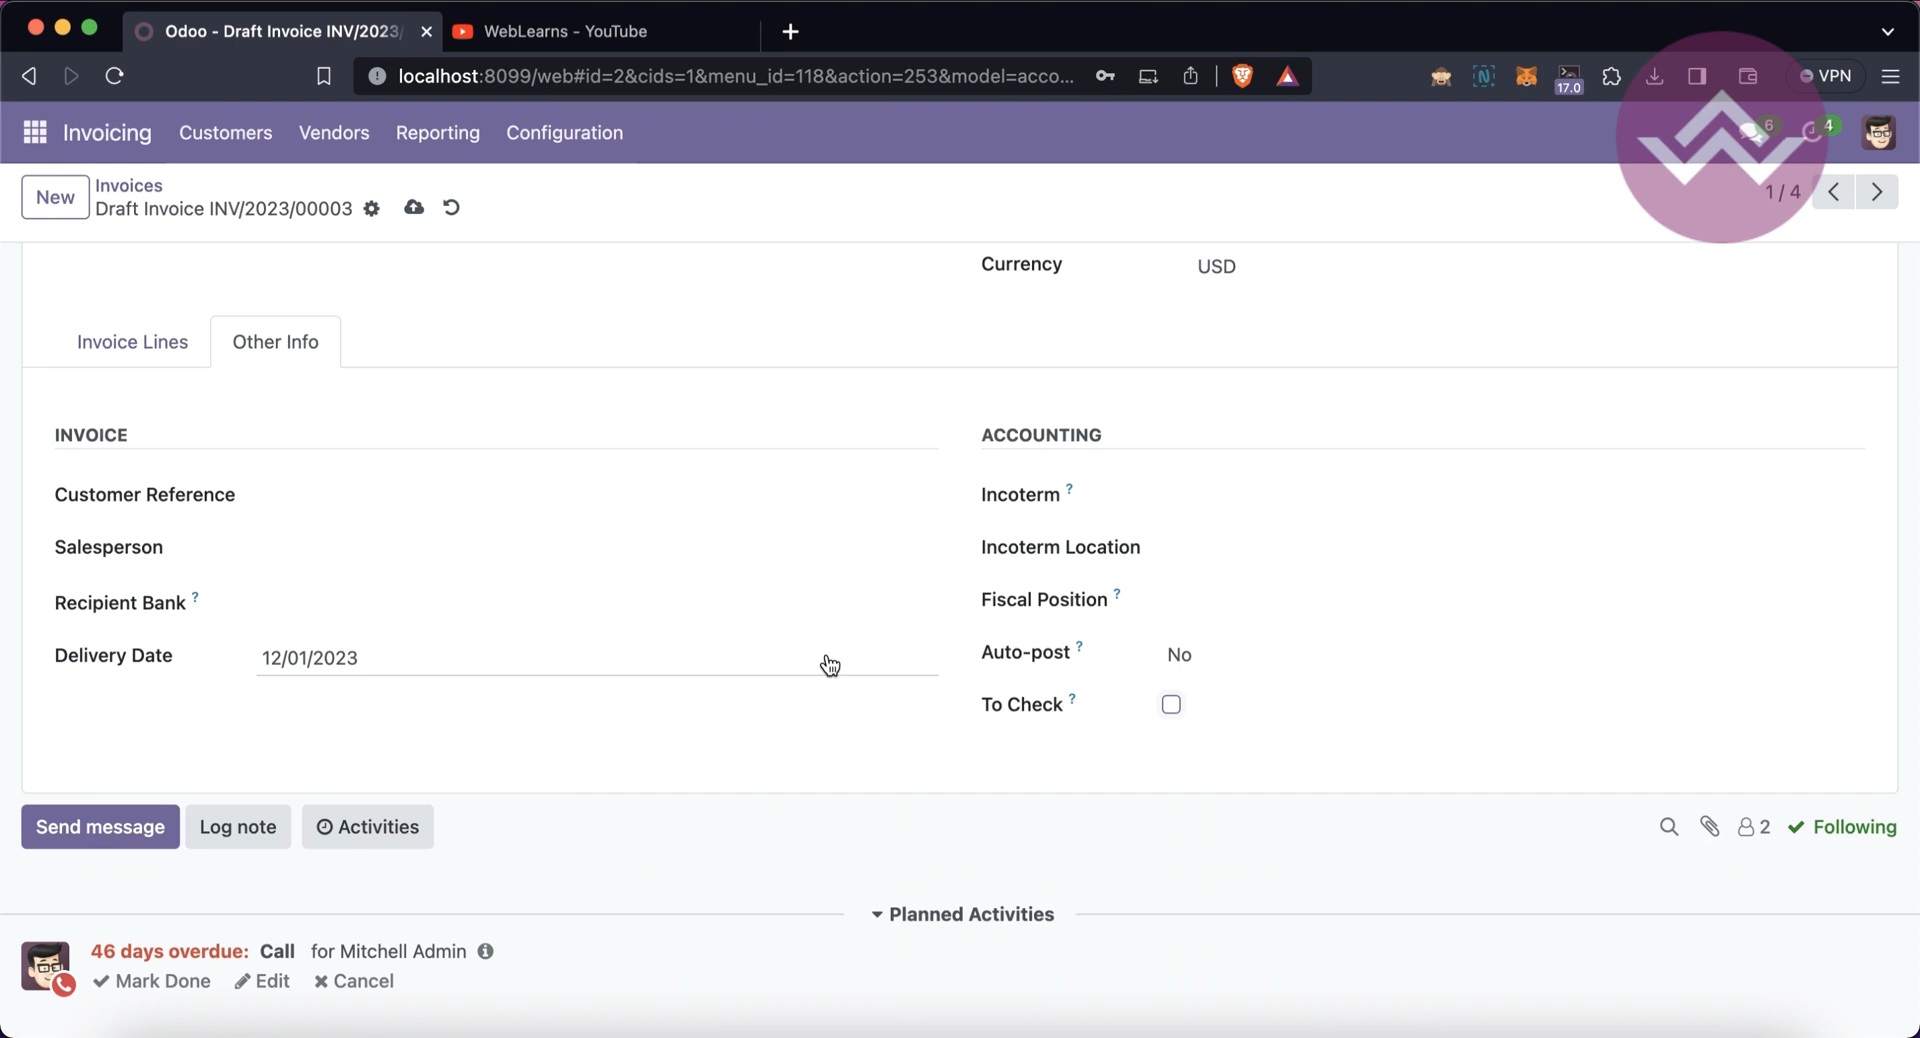 Odoo - Draft Invoice INV/2023/
WebLearns - YouTube
localhost:8099/web#id=2&cids=1&menu_id=118&action=253&model=acco...
17.0
VPN
Invoicing
Customers
Vendors
Reporting
Configuration
6
4
New
Invoices
Draft Invoice INV/2023/00003
1 / 4
Currency
USD
Invoice Lines
Other Info
INVOICE
ACCOUNTING
Customer Reference
Incoterm ?
Salesperson
Incoterm Location
Recipient Bank ?
Fiscal Position ?
Delivery Date
12/01/2023
Auto-post ?
No
To Check ?
Send message
Log note
Activities
2
Following
Planned Activities
46 days overdue: Call for Mitchell Admin
Mark Done
Edit
Cancel